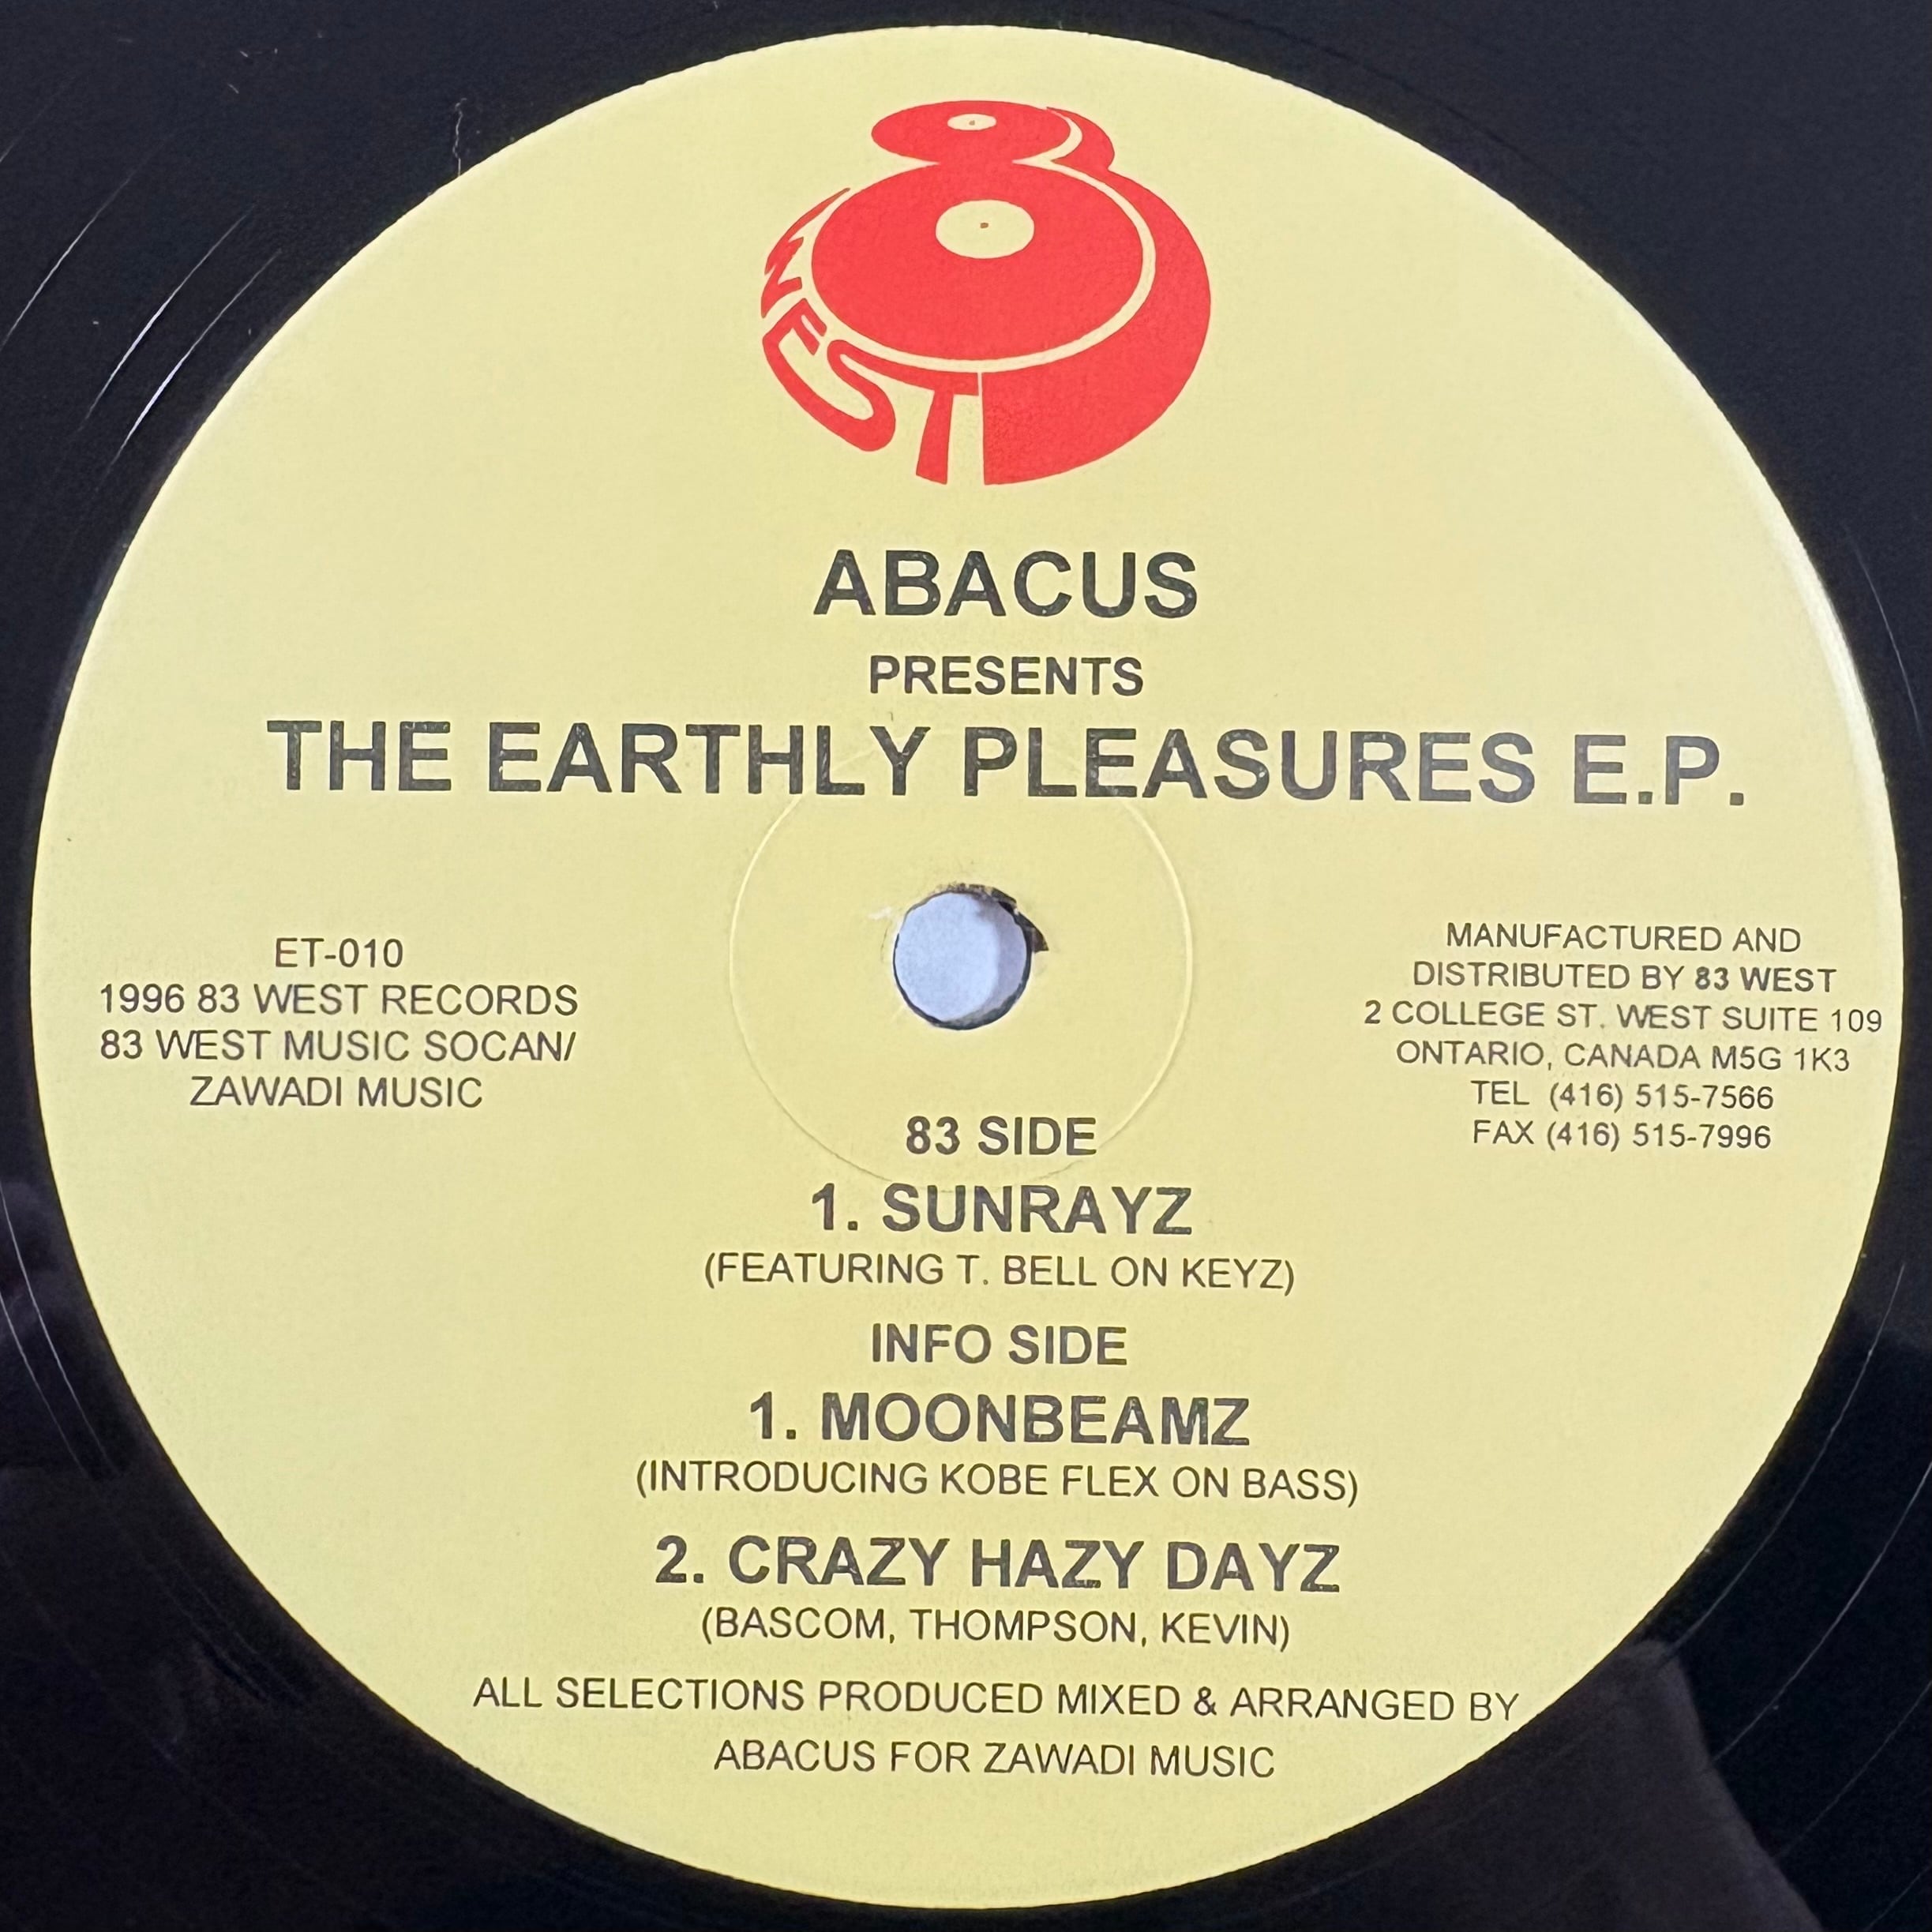 WEST
ABACUS
PRESENTS
THE EARTHLY PLEASURES E.P.
ET-010
1996 83 WEST RECORDS
83 WEST MUSIC SOCAN/
ZAWADI MUSIC
MANUFACTURED AND
DISTRIBUTED BY 83 WEST
2 COLLEGE ST. WEST SUITE 109
ONTARIO, CANADA M5G 1K3
TEL (416) 515-7566
FAX (416) 515-7996
83 SIDE
1. SUNRAYZ
(FEATURING T. BELL ON KEYZ)
INFO SIDE
1. MOONBEAMZ
(INTRODUCING KOBE FLEX ON BASS)
2. CRAZY HAZY DAYZ
(BASCOM, THOMPSON, KEVIN)
ALL SELECTIONS PRODUCED MIXED & ARRANGED BY
ABACUS FOR ZAWADI MUSIC